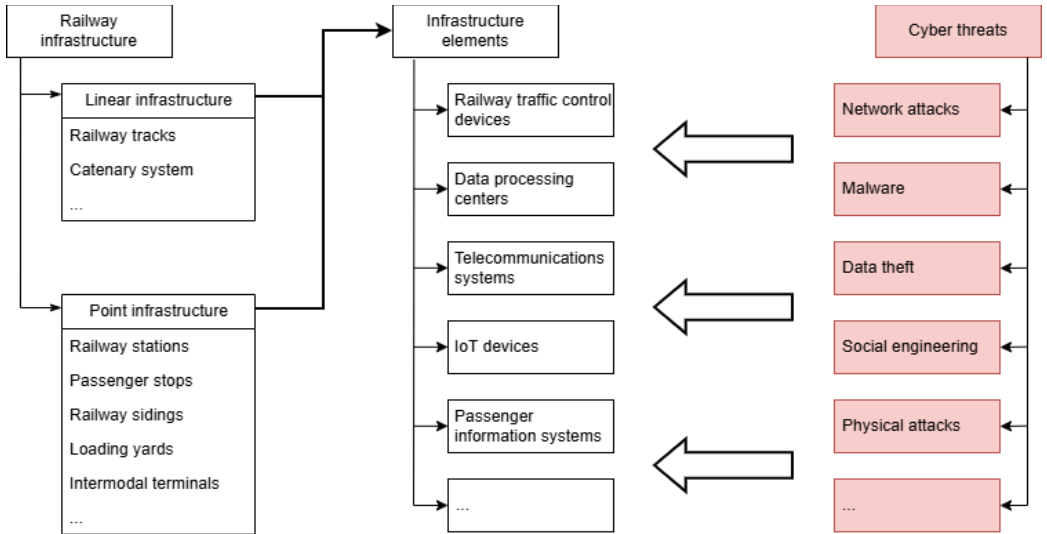 Railway
infrastructure
Linear infrastructure
Railway tracks
Catenary system
...
Point infrastructure
Railway stations
Passenger stops
Railway sidings
Loading yards
Intermodal terminals
...
Infrastructure
elements
Railway traffic control
devices
Data processing
centers
Telecommunications
systems
IoT devices
Passenger
information systems
...
Cyber threats
Network attacks
Malware
Data theft
Social engineering
Physical attacks
...